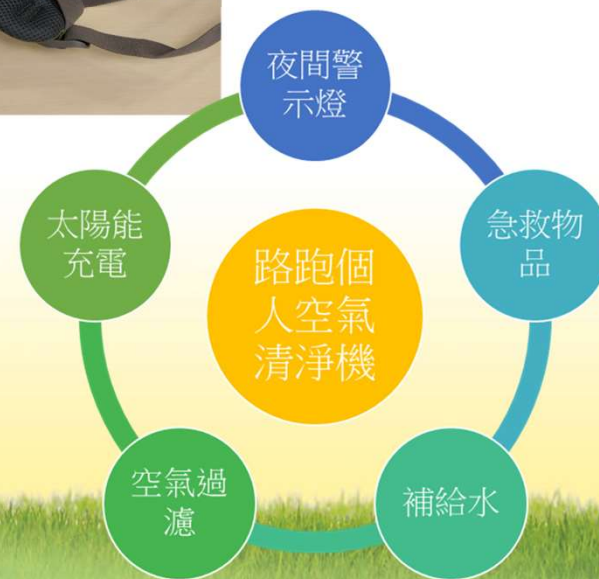 夜間警
示燈
太陽能
充電
急救物
品
路跑個
人空氣
清淨機
空氣過
濾
補給水